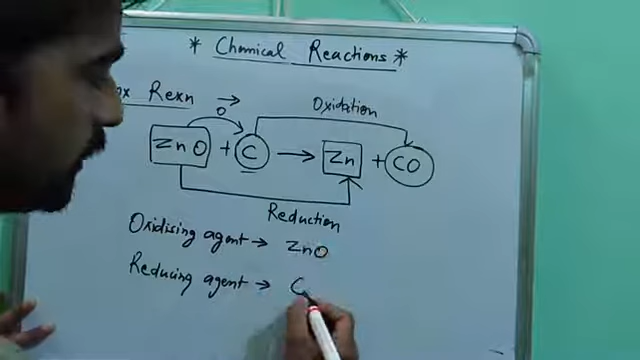 * Chemical Reactions *
Rexn →
O
Oxidation
ZnO + C → Zn + CO
Reduction
Oxidising agent → ZnO
Reducing agent → C